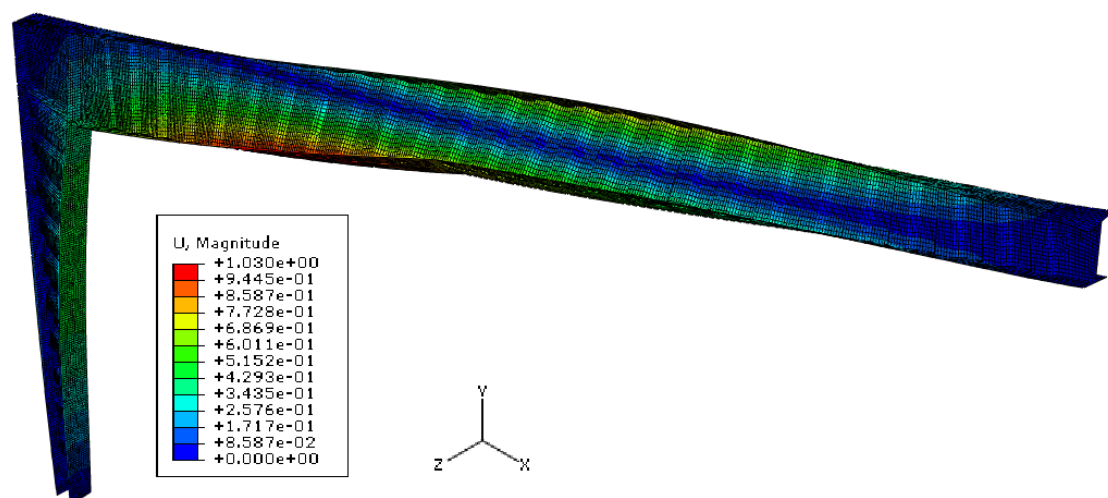 U, Magnitude
+1.030e+00
+9.445e-01
+8.587e-01
+7.728e-01
+6.869e-01
+6.011e-01
+5.152e-01
+4.293e-01
+3.435e-01
+2.576e-01
+1.717e-01
+8.587e-02
+0.000e+00
Y
Z
X